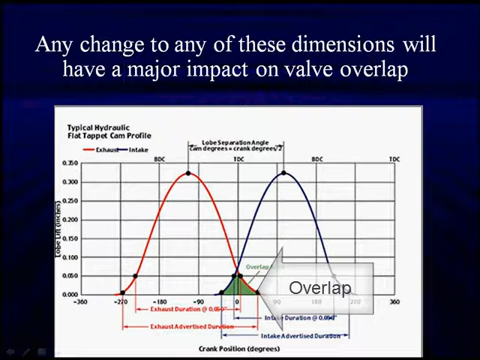 Any change to any of these dimensions will
have a major impact on valve overlap
Typical Hydraulic
Flat Tappet Cam Profile
Exhaust Intake
Lobe Separation Angle
Cam degrees = crank degrees/2
BDC TDC BDC TDC
0.350
0.300
0.250
0.200
0.150
0.100
0.050
0.000
Lobe Lift (inches)
Overlap
Overlap
-360 -270 -180 -90 0 90 180 270 360
Exhaust Duration @ 0.050"
Intake Duration @ 0.050"
Exhaust Advertised Duration
Intake Advertised Duration
Crank Position (degrees)